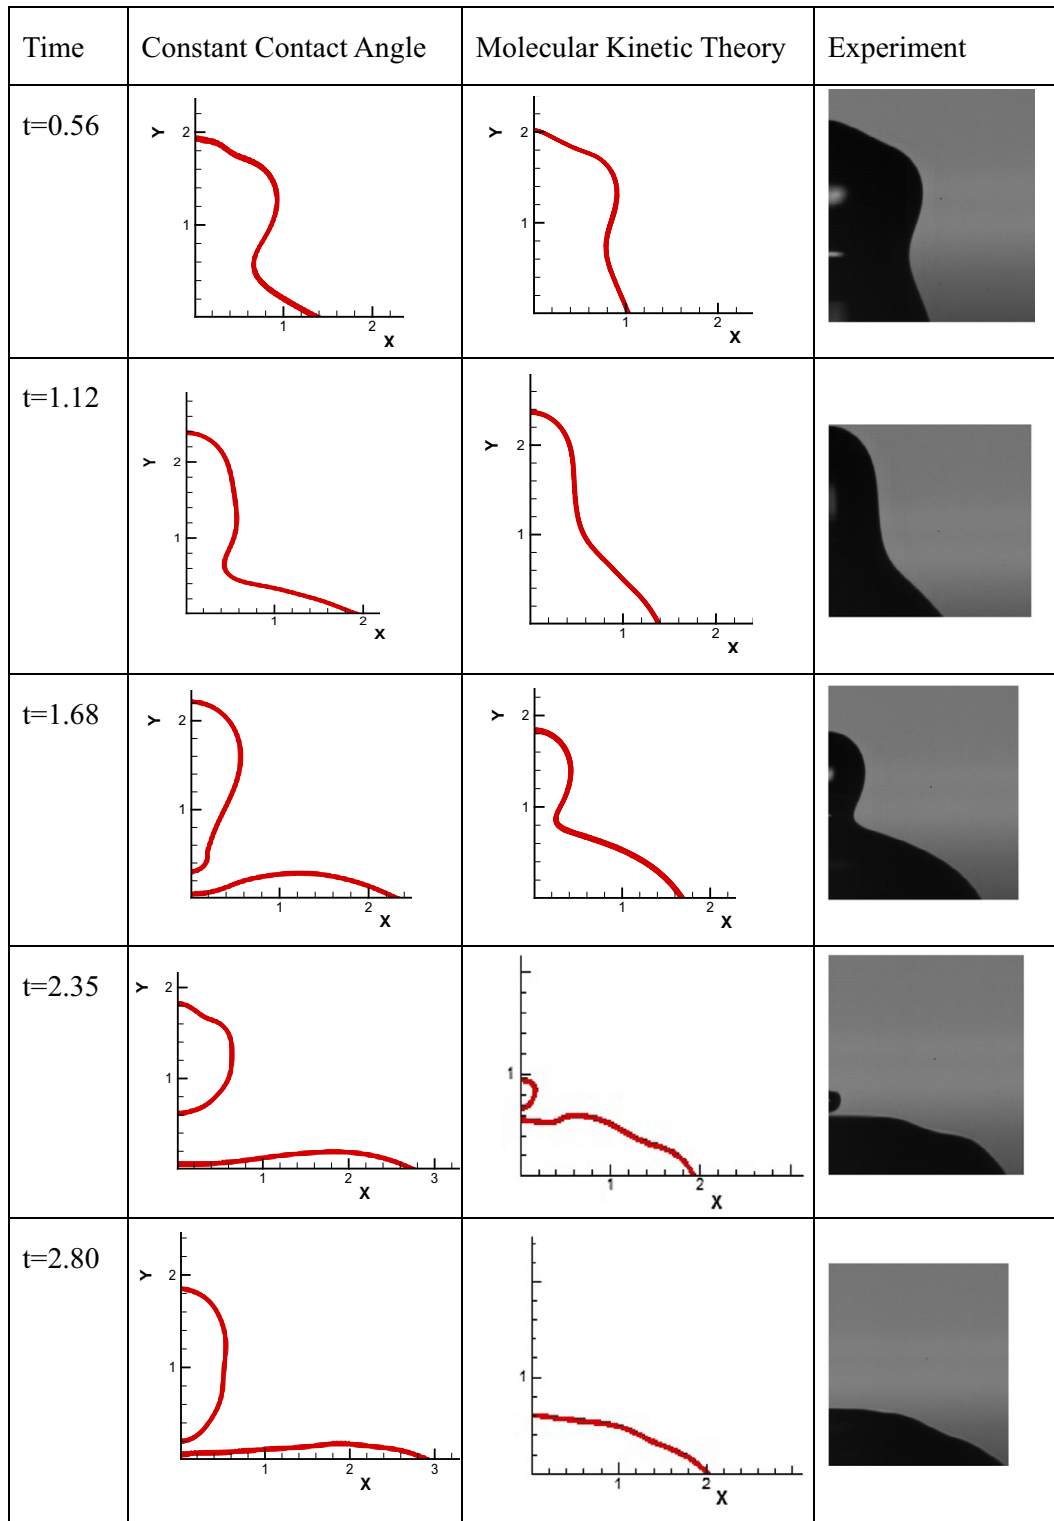 Time Constant Contact Angle Molecular Kinetic Theory Experiment
t=0.56
Y 2 1 1 2 X
Y 2 1 1 2 X
t=1.12
Y 2 1 1 2 X
Y 2 1 1 2 X
t=1.68
Y 2 1 1 2 X
Y 2 1 1 2 X
t=2.35
Y 2 1 1 2 3 X
1 1 2 X
t=2.80
Y 2 1 1 2 3 X
1 1 2 X